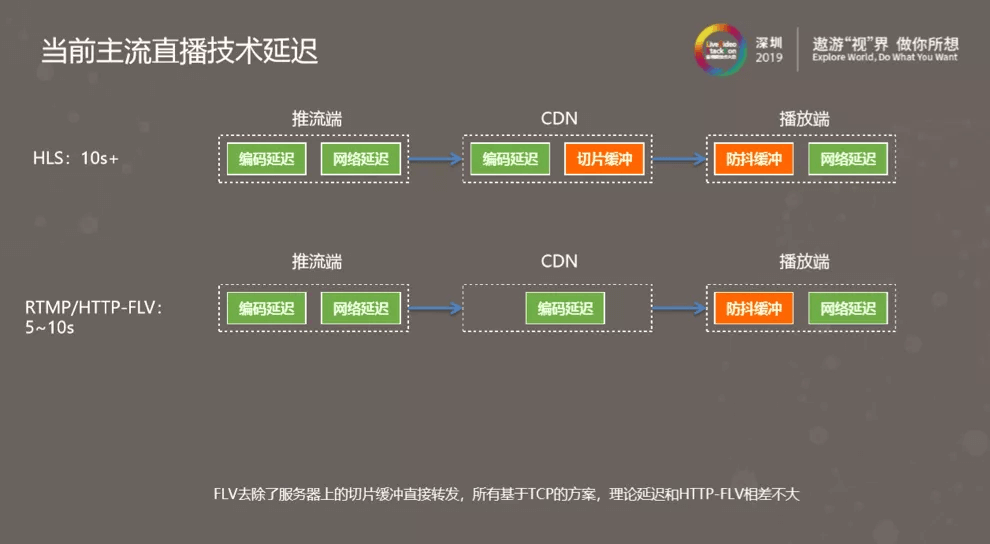 当前主流直播技术延迟
深圳
2019
遨游“视”界 做你所想
Explore World, Do What You Want
推流端
CDN
播放端
HLS：10s+
编码延迟
网络延迟
编码延迟
切片缓冲
防抖缓冲
网络延迟
推流端
CDN
播放端
RTMP/HTTP-FLV：
5~10s
编码延迟
网络延迟
编码延迟
防抖缓冲
网络延迟
FLV去除了服务器上的切片缓冲直接转发，所有基于TCP的方案，理论延迟和HTTP-FLV相差不大